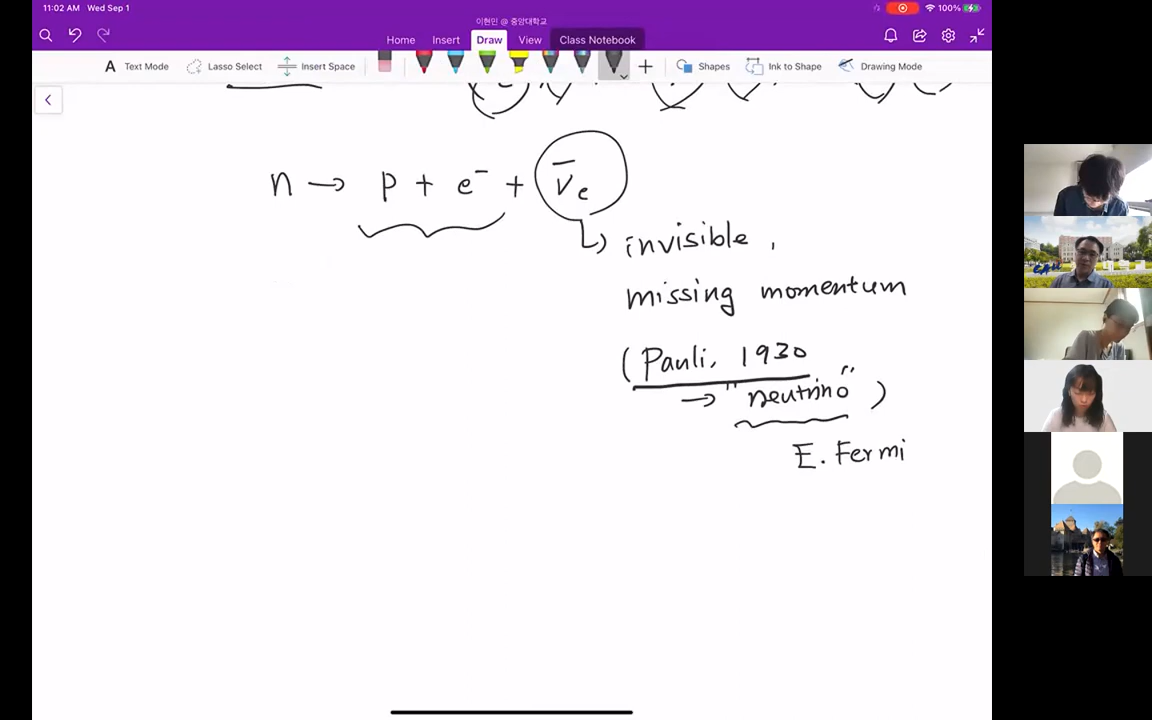 11:02 AM Wed Sep 1
100%
이현민 @ 중앙대학교
Home Insert Draw View Class Notebook
Text Mode Lasso Select Insert Space Shapes Ink to Shape Drawing Mode
n → p + e⁻ + ν̅e
invisible,
missing momentum
(Pauli, 1930
→ "neutrino")
E. Fermi